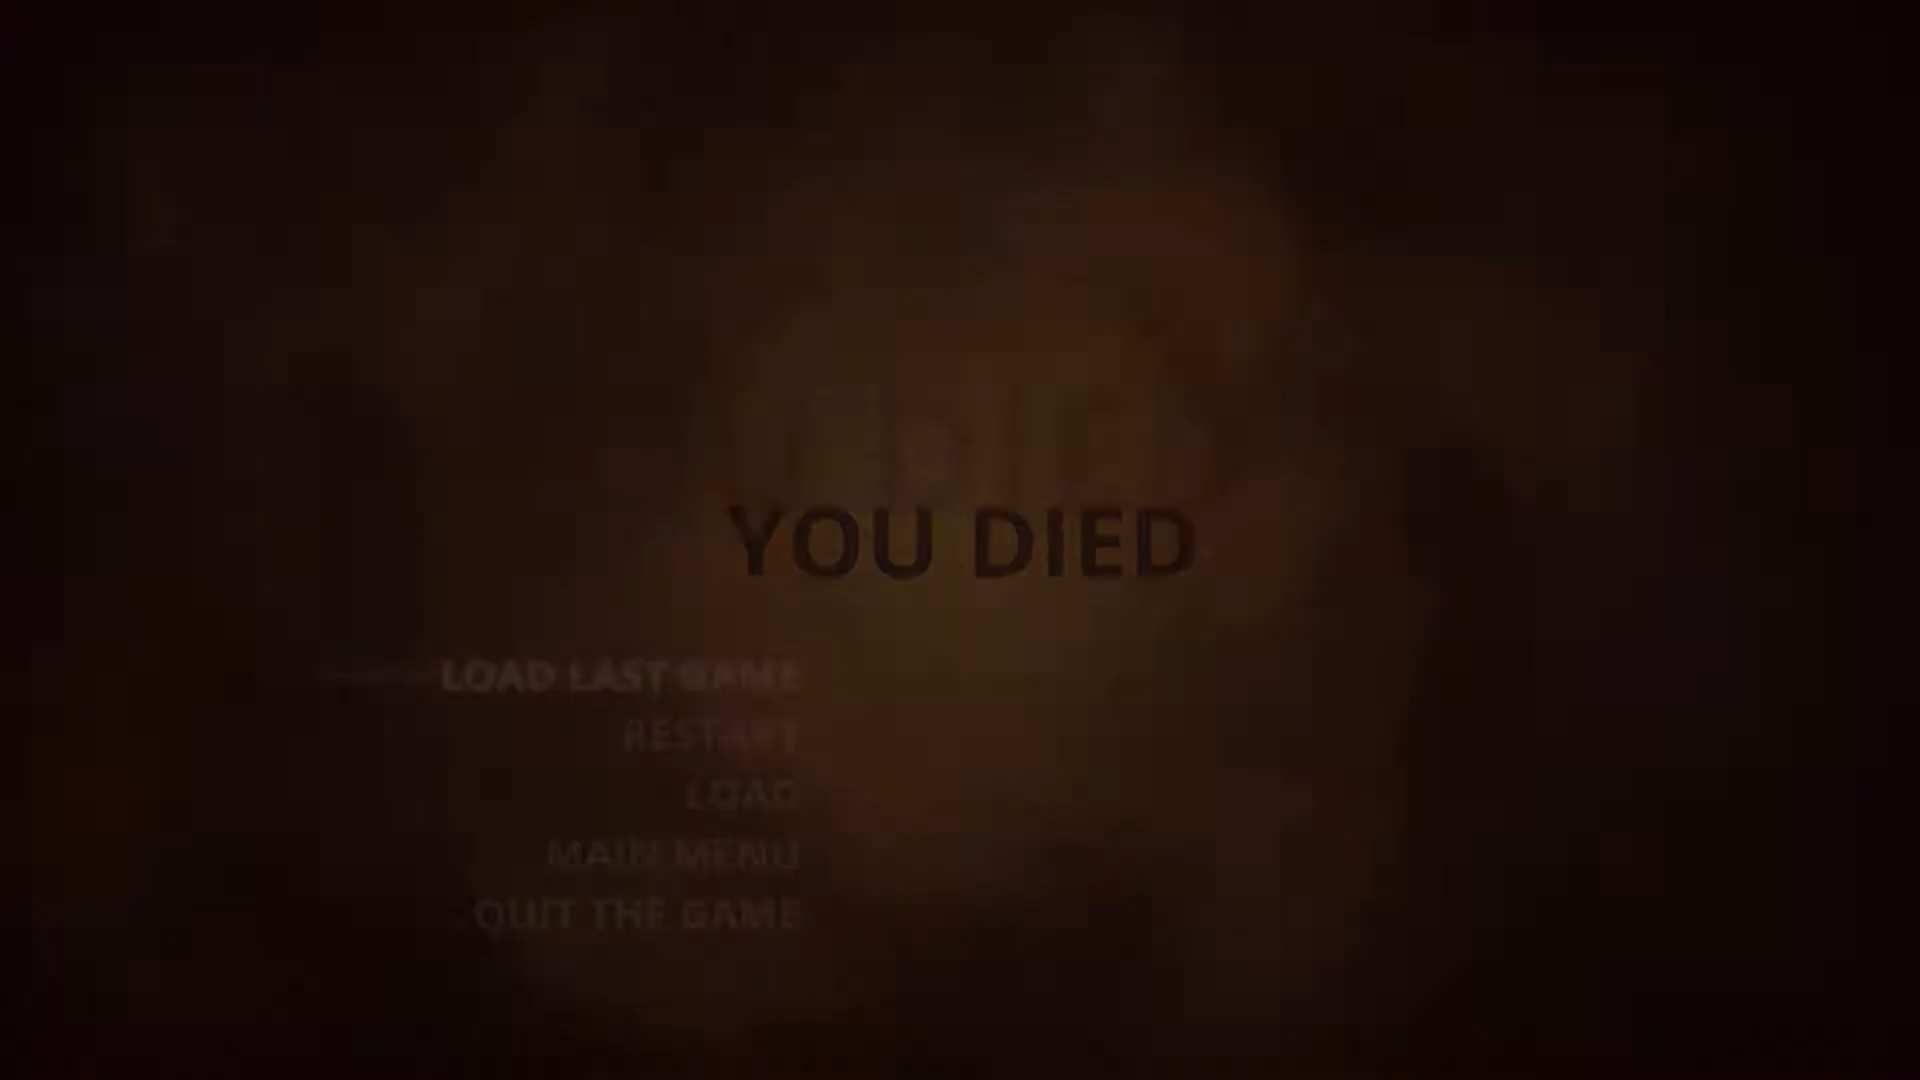 YOU DIED
LOAD LAST GAME
RESTART
LOAD
MAIN MENU
QUIT THE GAME